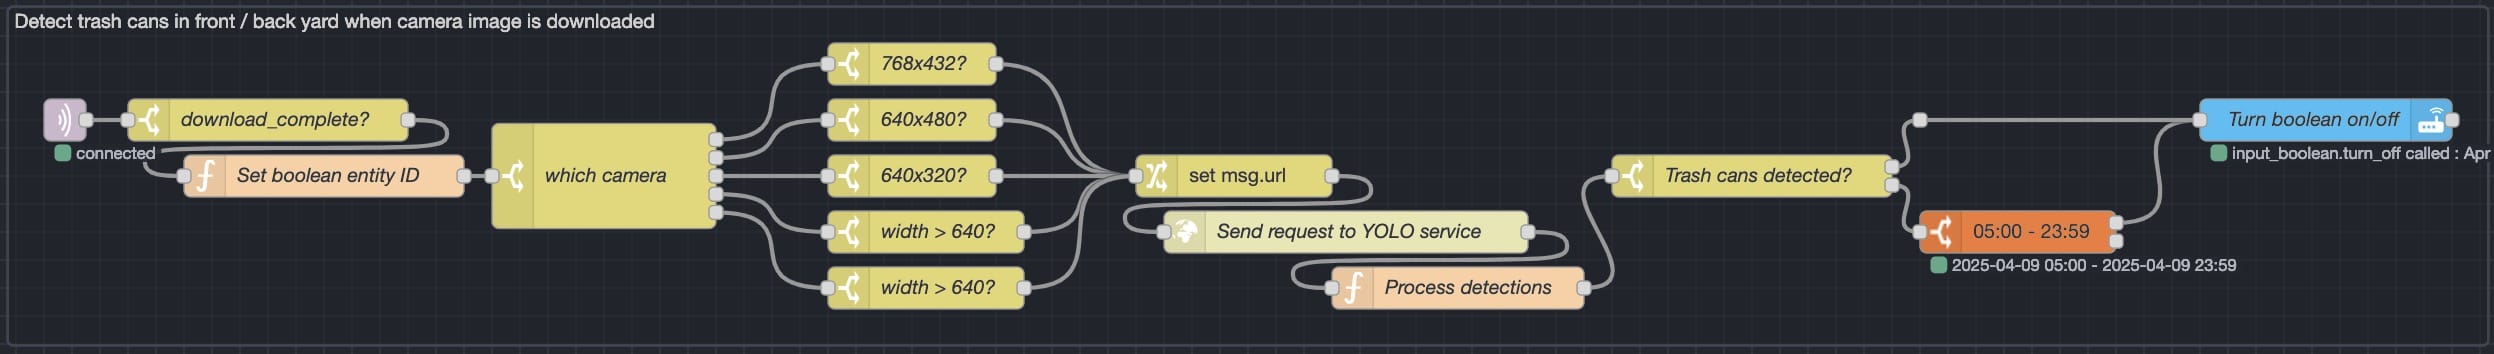 Detect trash cans in front / back yard when camera image is downloaded
download_complete?
connected
Set boolean entity ID
which camera
768x432?
640x480?
640x320?
width > 640?
width > 640?
set msg.url
Send request to YOLO service
Process detections
Trash cans detected?
05:00 - 23:59
2025-04-09 05:00 - 2025-04-09 23:59
Turn boolean on/off
input_boolean.turn_off called : Apr